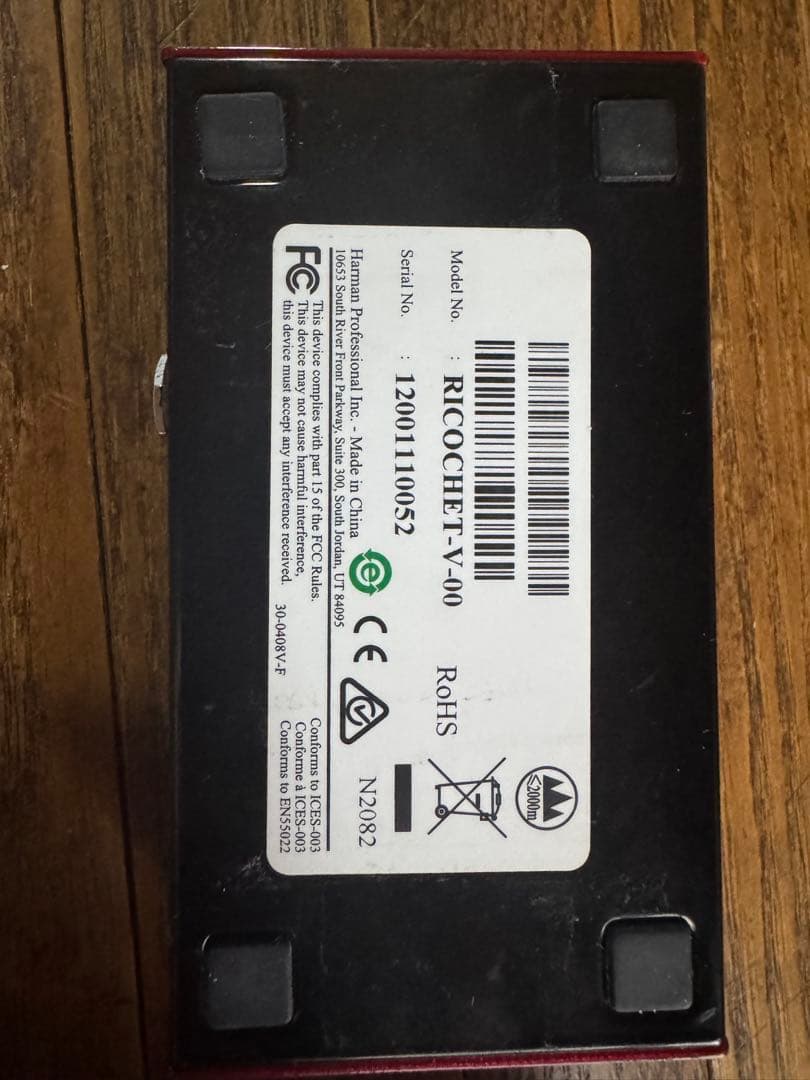 ≤2000m
Model No. : RICOCHET-V-00 RoHS
Serial No. : 12001110052
Harman Professional Inc. - Made in China e CE N2082
10653 South River Front Parkway, Suite 300, South Jordan, UT 84095
FC This device complies with part 15 of the FCC Rules. Conforms to ICES-003
This device may not cause harmful interference, Conforme à ICES-003
this device must accept any interference received. 30-0408V-F Conforms to EN55022